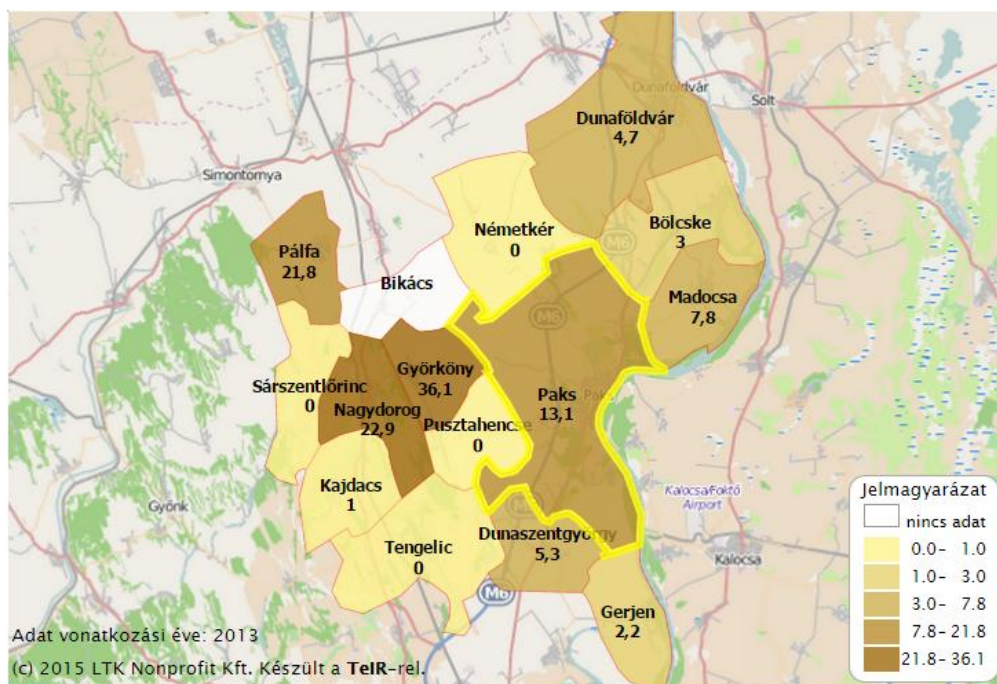 Dunaföldvár
Solt
Dunaföldvár
4,7
Simontornya
Németkér
0
Bölcske
3
M6
Pálfa
21,8
Bikács
Madocsa
7,8
M6
Györköny
36,1
Sárszentlőrinc
0
Nagydorog
22,9
Paks
13,1
Pusztahencse
0
Kajdacs
1
Gyönk
Kalocsa/Foktő
Airport
Tengelic
0
Dunaszentgyörgy
5,3
Kalocsa
M6
Gerjen
2,2
Jelmagyarázat
nincs adat
0.0- 1.0
1.0- 3.0
3.0- 7.8
7.8- 21.8
21.8- 36.1
Adat vonatkozási éve: 2013
(c) 2015 LTK Nonprofit Kft. Készült a TeIR-rel.